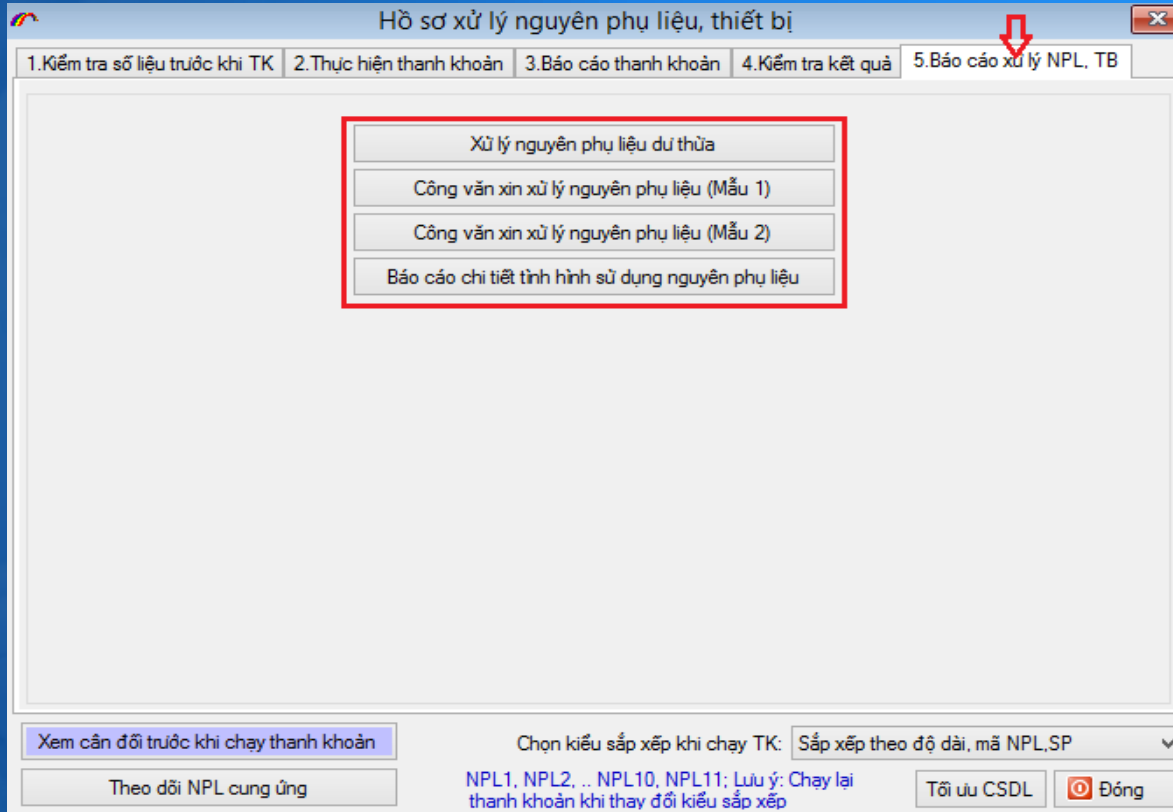 Hồ sơ xử lý nguyên phụ liệu, thiết bị
1.Kiểm tra số liệu trước khi TK 2.Thực hiện thanh khoản 3.Báo cáo thanh khoản 4.Kiểm tra kết quả 5.Báo cáo xử lý NPL, TB
Xử lý nguyên phụ liệu dư thừa
Công văn xin xử lý nguyên phụ liệu (Mẫu 1)
Công văn xin xử lý nguyên phụ liệu (Mẫu 2)
Báo cáo chi tiết tình hình sử dụng nguyên phụ liệu
Xem cân đối trước khi chạy thanh khoản
Chọn kiểu sắp xếp khi chạy TK: Sắp xếp theo độ dài, mã NPL,SP
Theo dõi NPL cung ứng
NPL1, NPL2, .. NPL10, NPL11; Lưu ý: Chạy lại
thanh khoản khi thay đổi kiểu sắp xếp
Tối ưu CSDL
Đóng